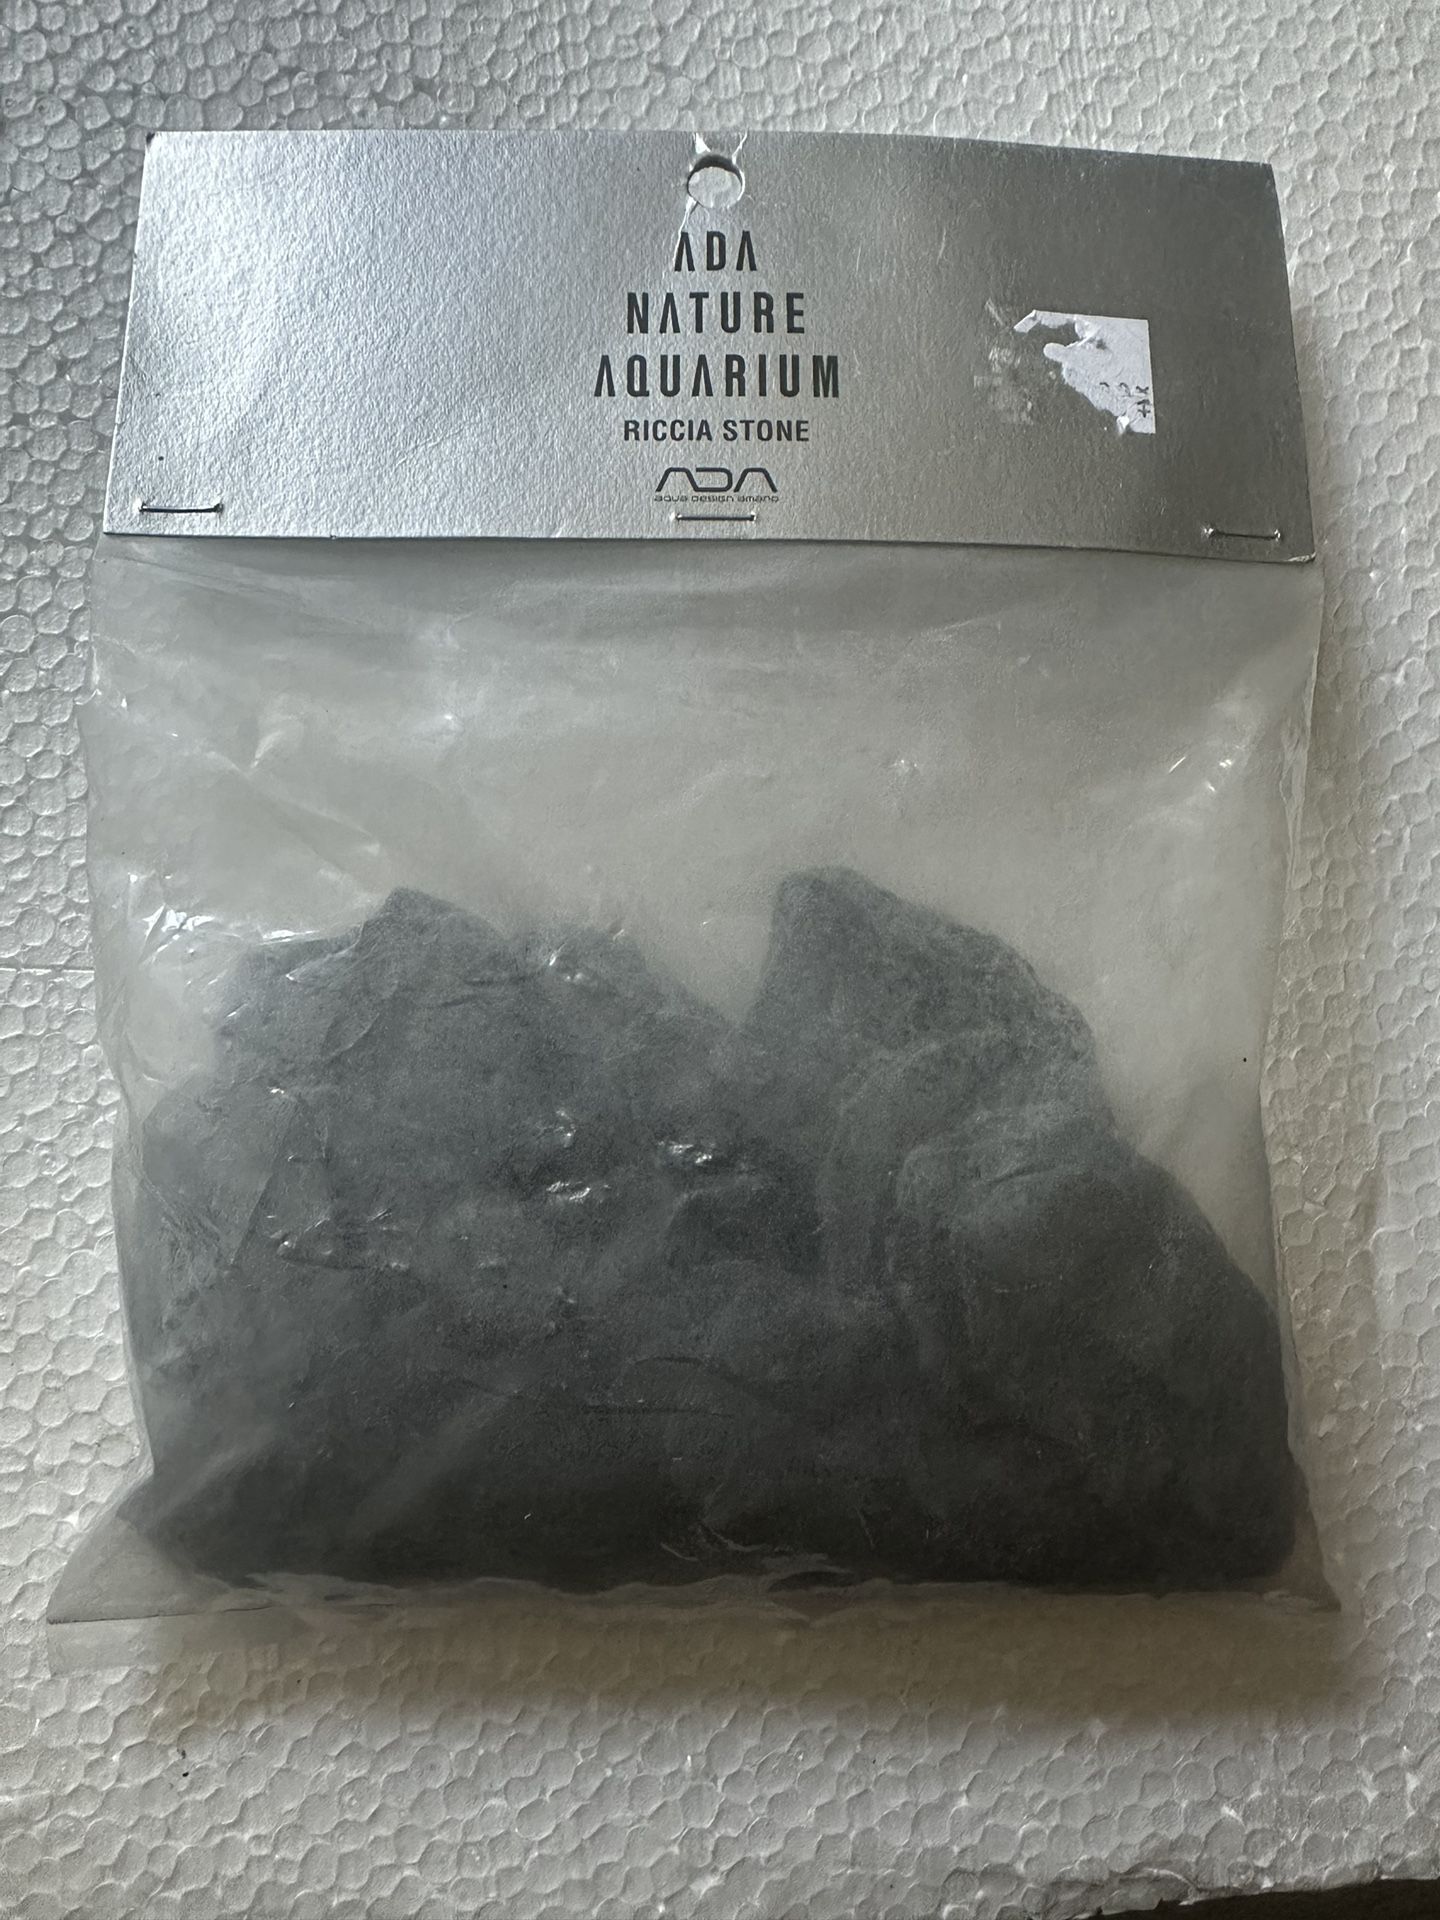 ADA
NATURE
AQUARIUM
RICCIA STONE
ADA
aqua design amano